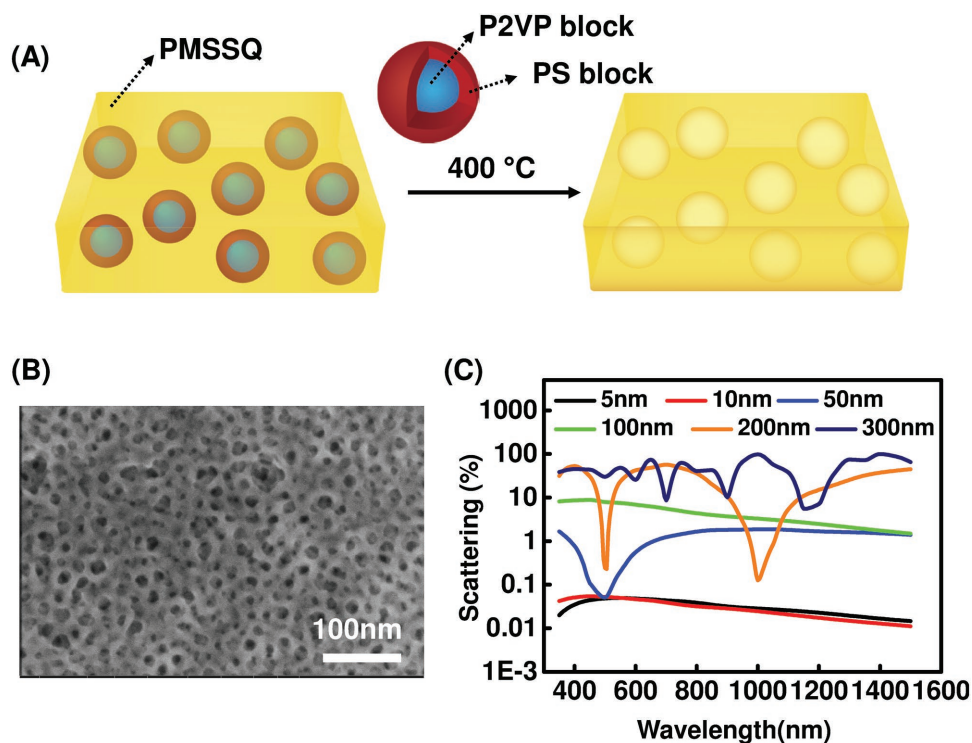 (A)
PMSSQ
P2VP block
PS block
400 °C
(B)
100nm
(C)
5nm 10nm 50nm
100nm 200nm 300nm
Scattering (%)
1000
100
10
1
0.1
0.01
1E-3
400 600 800 1000 1200 1400 1600
Wavelength(nm)